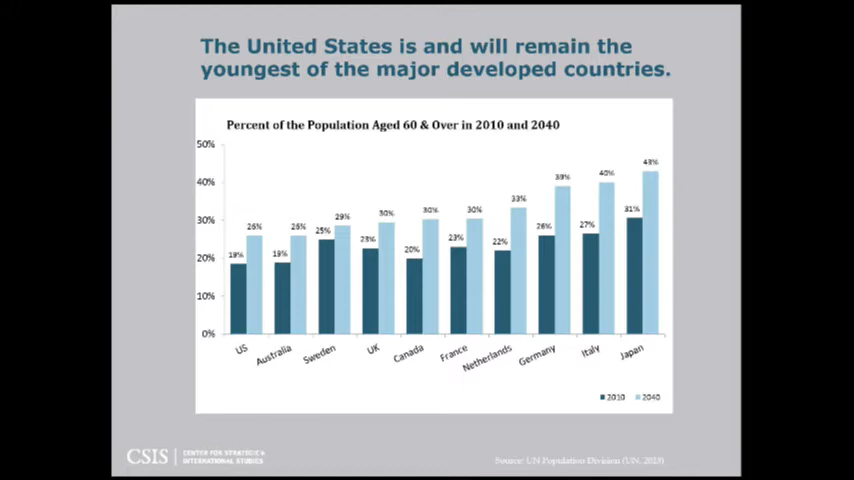 The United States is and will remain the
youngest of the major developed countries.
Percent of the Population Aged 60 & Over in 2010 and 2040
50%
40%
30%
20%
10%
0%
19% 26%
19% 26%
25% 29%
23% 30%
20% 30%
23% 30%
22% 33%
26% 39%
27% 40%
31% 43%
US Australia Sweden UK Canada France Netherlands Germany Italy Japan
2010 2040
CSIS CENTER FOR STRATEGIC &
INTERNATIONAL STUDIES
Source: UN Population Division (UN, 2013)